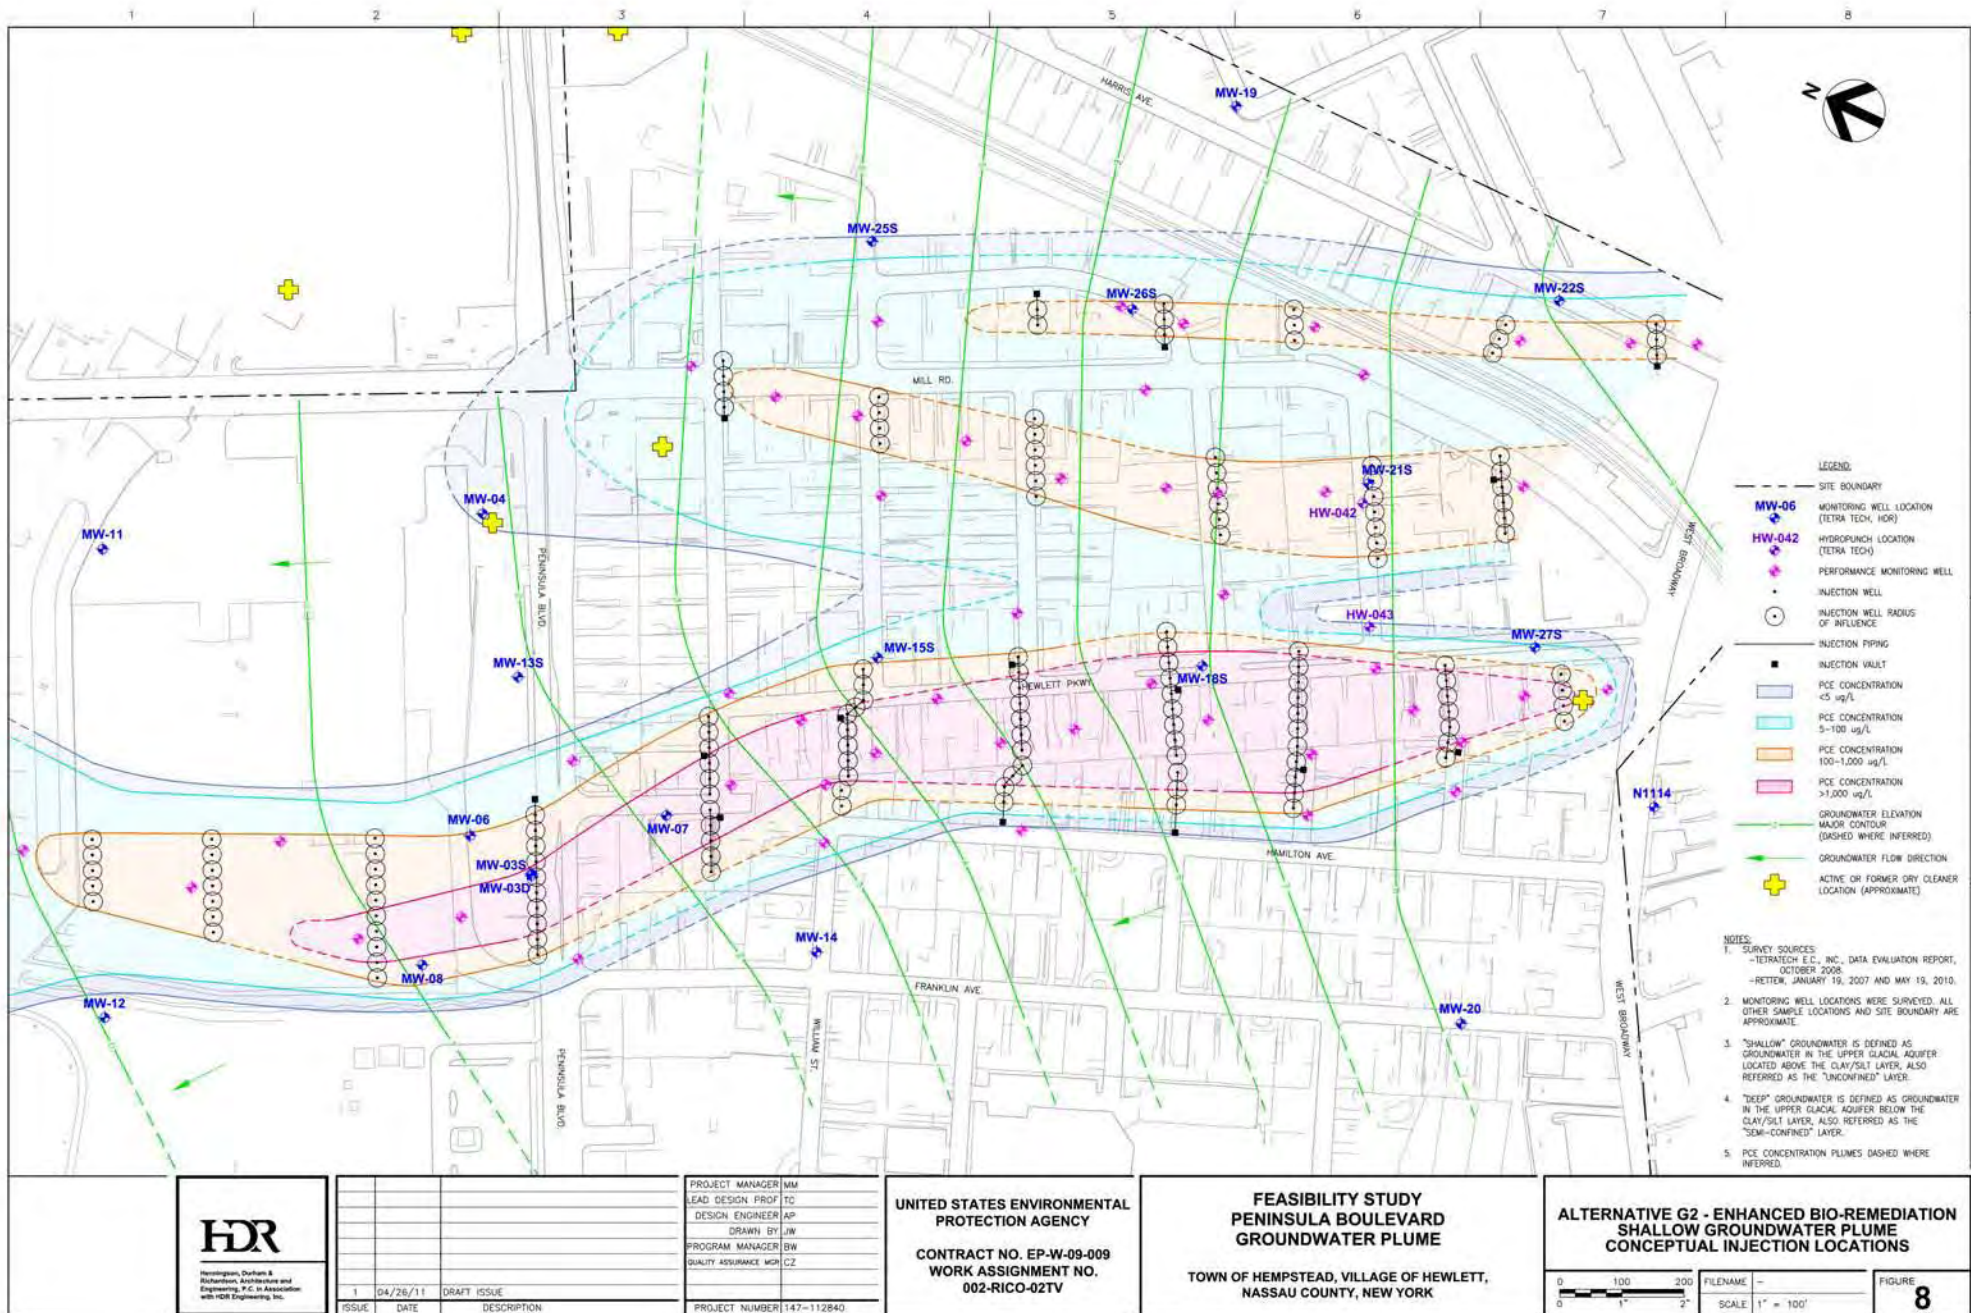 1 2 3 4 5 6 7 8
HARRIS AVE.
MW-19
N
MW-25S
MW-26S
MW-22S
MILL RD.
MW-21S
HW-042
MW-04
MW-11
PENINSULA BLVD.
WEST BROADWAY
HW-043
MW-27S
MW-15S
MW-13S
HEWLETT PKWY.
MW-18S
MW-06
MW-07
N1114
MW-03S
MW-03D
HAMILTON AVE.
MW-14
MW-08
MW-12
FRANKLIN AVE.
MW-20
WILLIAM ST.
PENINSULA BLVD.
WEST BROADWAY
LEGEND:
SITE BOUNDARY
MW-06
MONITORING WELL LOCATION
(TETRA TECH, HDR)
HW-042
HYDROPUNCH LOCATION
(TETRA TECH)
PERFORMANCE MONITORING WELL
INJECTION WELL
INJECTION WELL RADIUS
OF INFLUENCE
INJECTION PIPING
INJECTION VAULT
PCE CONCENTRATION
<5 ug/L
PCE CONCENTRATION
5-100 ug/L
PCE CONCENTRATION
100-1,000 ug/L
PCE CONCENTRATION
>1,000 ug/L
GROUNDWATER ELEVATION
MAJOR CONTOUR
(DASHED WHERE INFERRED)
GROUNDWATER FLOW DIRECTION
ACTIVE OR FORMER DRY CLEANER
LOCATION (APPROXIMATE)
NOTES:
1. SURVEY SOURCES:
-TETRATECH E.C., INC., DATA EVALUATION REPORT,
OCTOBER 2008.
-RETTEW, JANUARY 19, 2007 AND MAY 19, 2010.
2. MONITORING WELL LOCATIONS WERE SURVEYED. ALL
OTHER SAMPLE LOCATIONS AND SITE BOUNDARY ARE
APPROXIMATE.
3. "SHALLOW" GROUNDWATER IS DEFINED AS
GROUNDWATER IN THE UPPER GLACIAL AQUIFER
LOCATED ABOVE THE CLAY/SILT LAYER, ALSO
REFERRED AS THE "UNCONFINED" LAYER.
4. "DEEP" GROUNDWATER IS DEFINED AS GROUNDWATER
IN THE UPPER GLACIAL AQUIFER BELOW THE
CLAY/SILT LAYER, ALSO REFERRED AS THE
"SEMI-CONFINED" LAYER.
5. PCE CONCENTRATION PLUMES DASHED WHERE
INFERRED.
HDR
Henningson, Durham &
Richardson, Architecture and
Engineering, P.C. in Association
with HDR Engineering, Inc.
1 04/26/11 DRAFT ISSUE
ISSUE DATE DESCRIPTION
PROJECT MANAGER MM
LEAD DESIGN PROF TC
DESIGN ENGINEER AP
DRAWN BY JW
PROGRAM MANAGER BW
QUALITY ASSURANCE MGR CZ
PROJECT NUMBER 147-112840
UNITED STATES ENVIRONMENTAL
PROTECTION AGENCY
CONTRACT NO. EP-W-09-009
WORK ASSIGNMENT NO.
002-RICO-02TV
FEASIBILITY STUDY
PENINSULA BOULEVARD
GROUNDWATER PLUME
TOWN OF HEMPSTEAD, VILLAGE OF HEWLETT,
NASSAU COUNTY, NEW YORK
ALTERNATIVE G2 - ENHANCED BIO-REMEDIATION
SHALLOW GROUNDWATER PLUME
CONCEPTUAL INJECTION LOCATIONS
0 100 200
0 1" 2"
FILENAME -
SCALE 1" = 100'
FIGURE
8